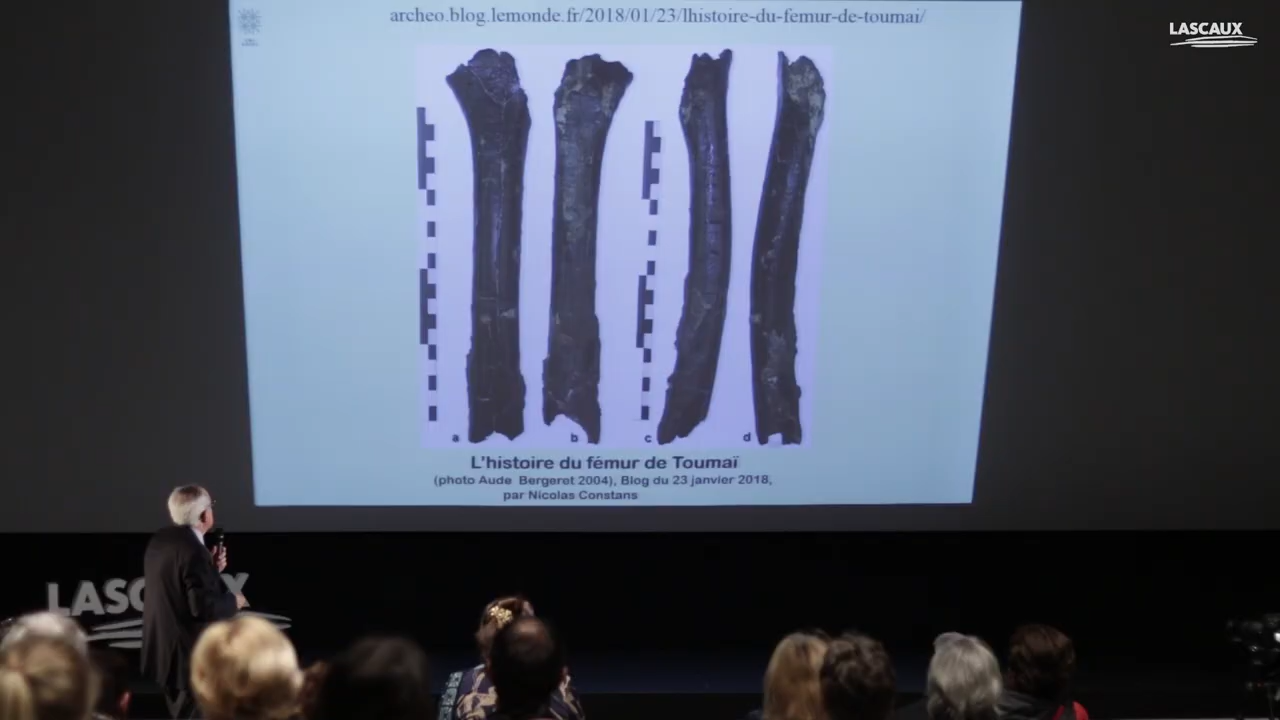 archeo.blog.lemonde.fr/2018/01/23/lhistoire-du-femur-de-toumai/
LASCAUX
a b c d
L'histoire du fémur de Toumaï
(photo Aude Bergeret 2004), Blog du 23 janvier 2018,
par Nicolas Constans
LASC X